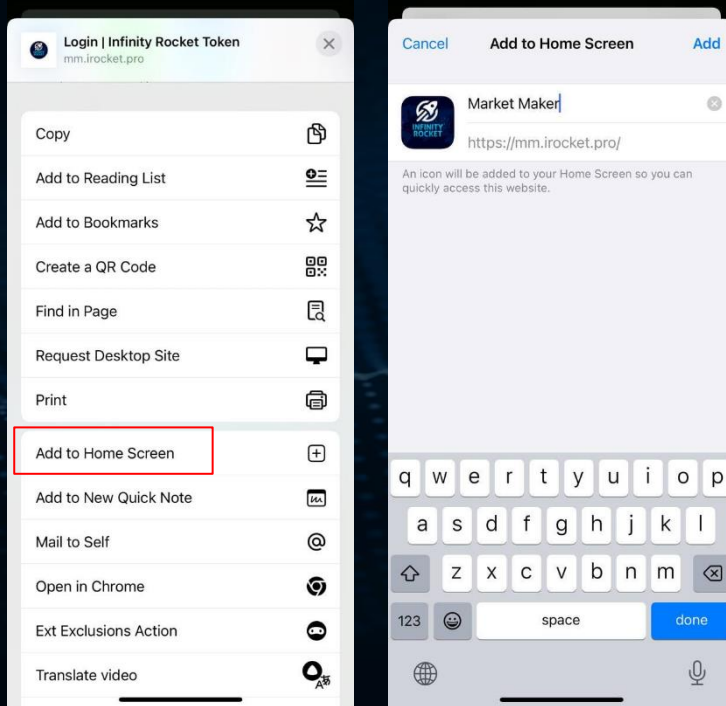 Login | Infinity Rocket Token
mm.irocket.pro
Copy
Add to Reading List
Add to Bookmarks
Create a QR Code
Find in Page
Request Desktop Site
Print
Add to Home Screen
Add to New Quick Note
Mail to Self
Open in Chrome
Ext Exclusions Action
Translate video
Cancel Add to Home Screen Add
INFINITY
ROCKET
Market Maker
https://mm.irocket.pro/
An icon will be added to your Home Screen so you can
quickly access this website.
q w e r t y u i o p
a s d f g h j k l
z x c v b n m
123 space done